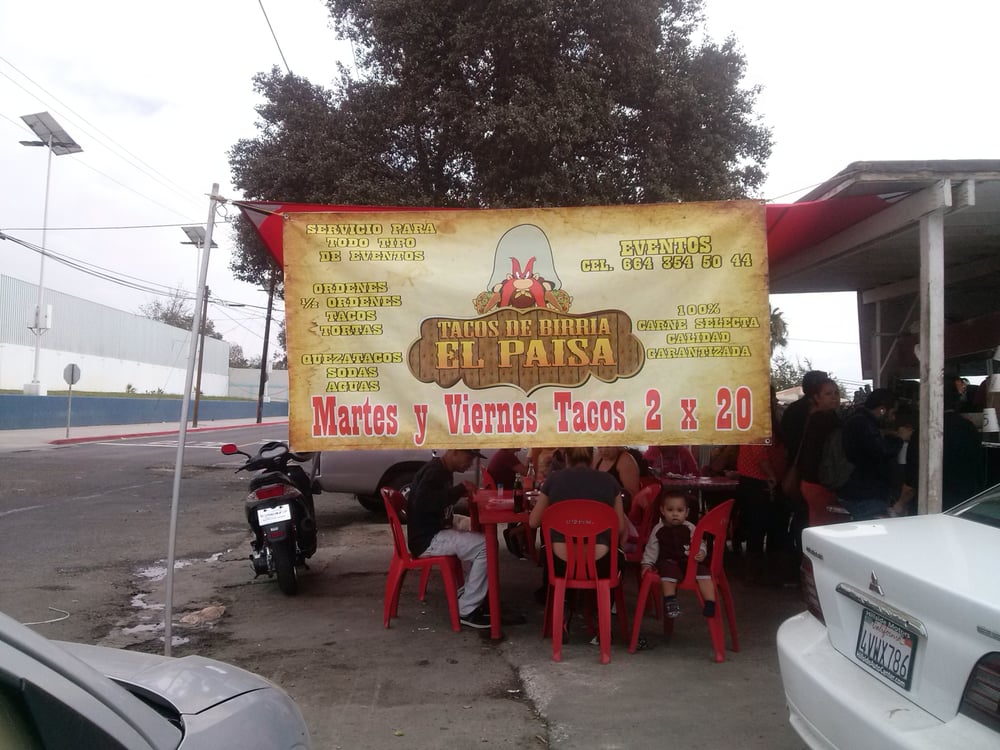 SERVICIO PARA
TODO TIPO
DE EVENTOS
ORDENES
½ ORDENES
TACOS
TORTAS
QUEZATACOS
SODAS
AGUAS
TACOS DE BIRRIA
EL PAISA
EVENTOS
CEL. 664 354 50 44
100%
CARNE SELECTA
CALIDAD
GARANTIZADA
Martes y Viernes Tacos 2 x 20
California
4VWX786